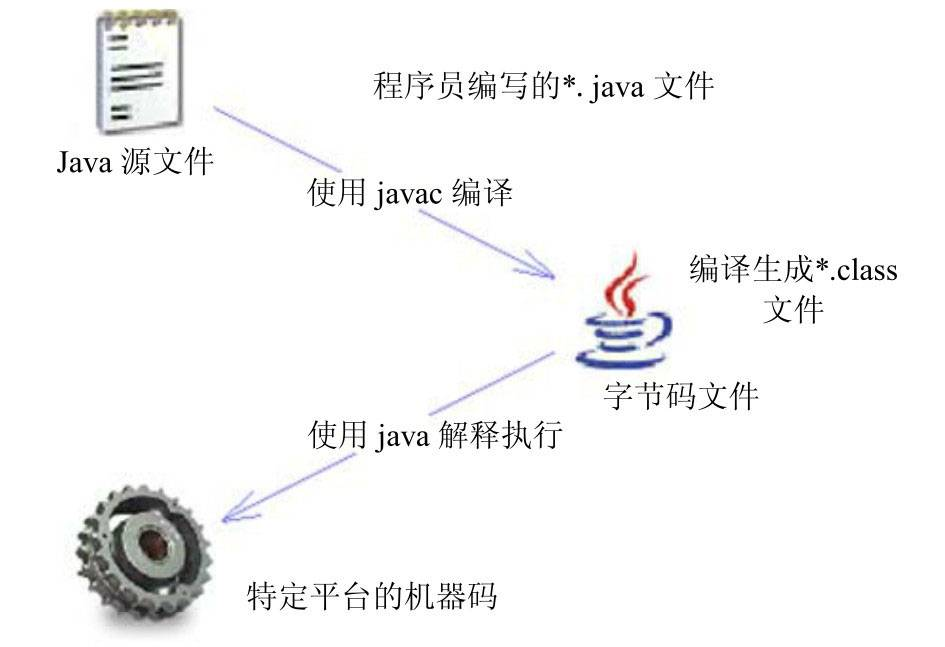 程序员编写的*. java 文件
Java 源文件
使用 javac 编译
编译生成*.class
文件
字节码文件
使用 java 解释执行
特定平台的机器码